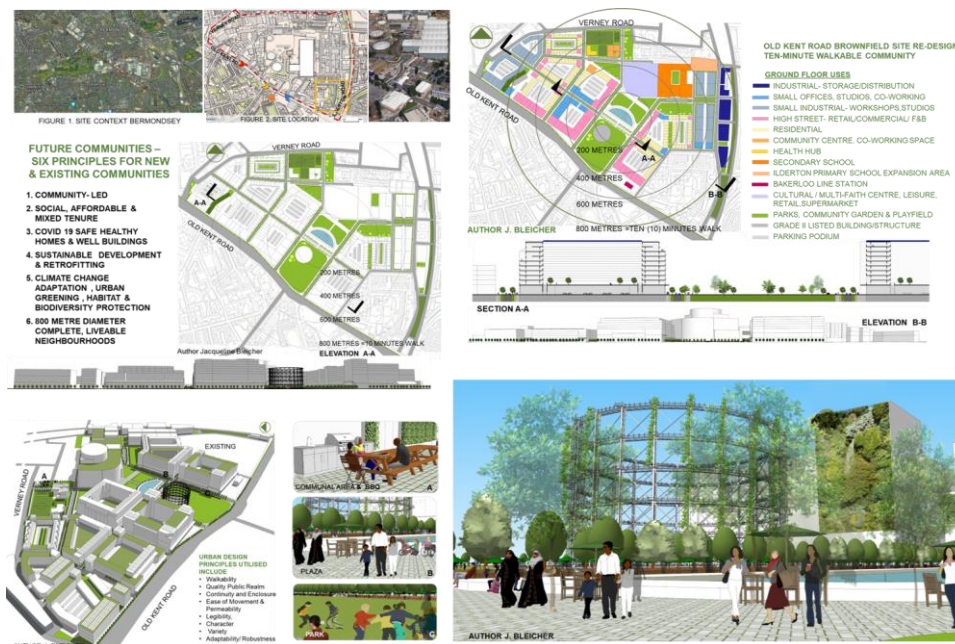 FIGURE 1. SITE CONTEXT BERMONDSEY
FIGURE 2. SITE LOCATION
FUTURE COMMUNITIES –
SIX PRINCIPLES FOR NEW
& EXISTING COMMUNITIES
1. COMMUNITY- LED
2. SOCIAL, AFFORDABLE &
MIXED TENURE
3. COVID 19 SAFE HEALTHY
HOMES & WELL BUILDINGS
4. SUSTAINABLE DEVELOPMENT
& RETROFITTING
5. CLIMATE CHANGE
ADAPTATION , URBAN
GREENING , HABITAT &
BIODIVERSITY PROTECTION
6. 800 METRE DIAMETER
COMPLETE, LIVEABLE
NEIGHBOURHOODS
VERNEY ROAD
A-A
OLD KENT ROAD
200 METRES
400 METRES
600 METRES
800 METRES =10 MINUTES WALK
Author Jacqueline Bleicher
ELEVATION A-A
VERNEY ROAD
OLD KENT ROAD
A-A
B-B
200 METERS
400 METERS
600 METERS
800 METERS =TEN (10) MINUTES WALK
AUTHOR J. BLEICHER
OLD KENT ROAD BROWNFIELD SITE RE-DESIGN
TEN-MINUTE WALKABLE COMMUNITY
GROUND FLOOR USES
INDUSTRIAL- STORAGE/DISTRIBUTION
SMALL OFFICES, STUDIOS, CO-WORKING
SMALL INDUSTRIAL- WORKSHOPS,STUDIOS
HIGH STREET- RETAIL/COMMERCIAL/ F&B
RESIDENTIAL
COMMUNITY CENTRE. CO-WORKING SPACE
HEALTH HUB
SECONDARY SCHOOL
ILDERTON PRIMARY SCHOOL EXPANSION AREA
BAKERLOO LINE STATION
CULTURAL / MULTI-FAITH CENTRE, LEISURE,
RETAIL,SUPERMARKET
PARKS, COMMUNITY GARDEN & PLAYFIELD
GRADE II LISTED BUILDING/STRUCTURE
PARKING PODIUM
SECTION A-A
ELEVATION B-B
EXISTING
VERNEY ROAD
A
B
OLD KENT ROAD
URBAN DESIGN
PRINCIPLES UTILISED
INCLUDE
• Walkability
• Quality Public Realm
• Continuity and Enclosure
• Ease of Movement &
Permeability
• Legibility,
• Character
• Variety
• Adaptability/ Robustness
COMMUNAL AREA & BBQ
A
PLAZA
B
PARK
C
AUTHOR J. BLEICHER